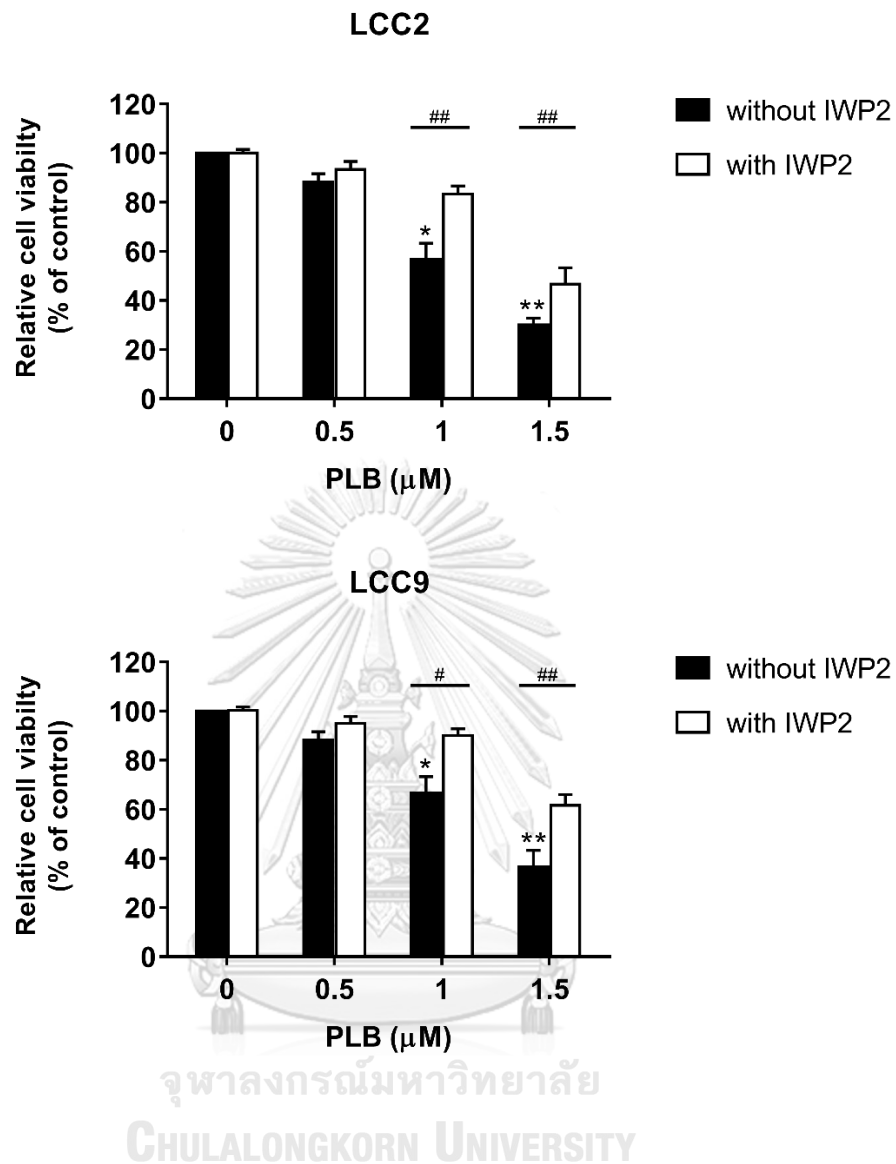 LCC2
120
100
80
60
40
20
0
Relative cell viabilty
(% of control)
##
##
*
**
0 0.5 1 1.5
PLB (μM)
without IWP2
with IWP2
LCC9
120
100
80
60
40
20
0
Relative cell viabilty
(% of control)
#
##
*
**
0 0.5 1 1.5
PLB (μM)
without IWP2
with IWP2
จุฬาลงกรณ์มหาวิทยาลัย
CHULALONGKORN UNIVERSITY